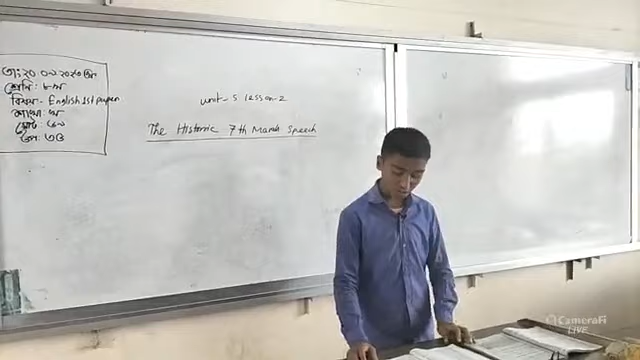 শ্রেণি: ৮ম
বিষয়- English 1st paper
শাখা: ক
মোট
unit-5 lesson-2
The Historic 7th March Speech
CameraFi
LIVE